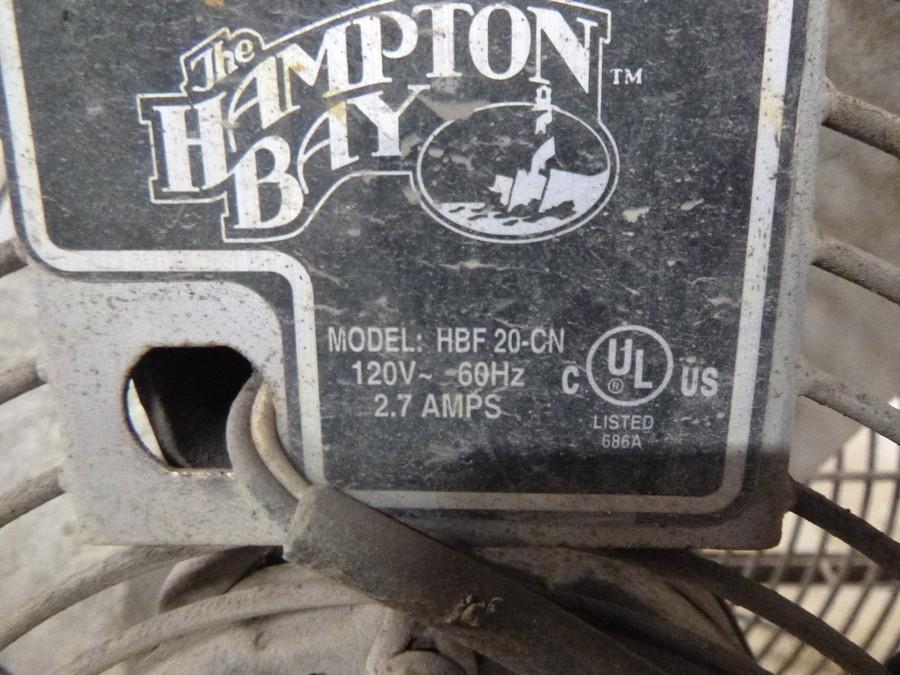 The
HAMPTON
BAY
TM
MODEL: HBF 20-CN
120V~ 60Hz
2.7 AMPS
C UL® US
LISTED
686A